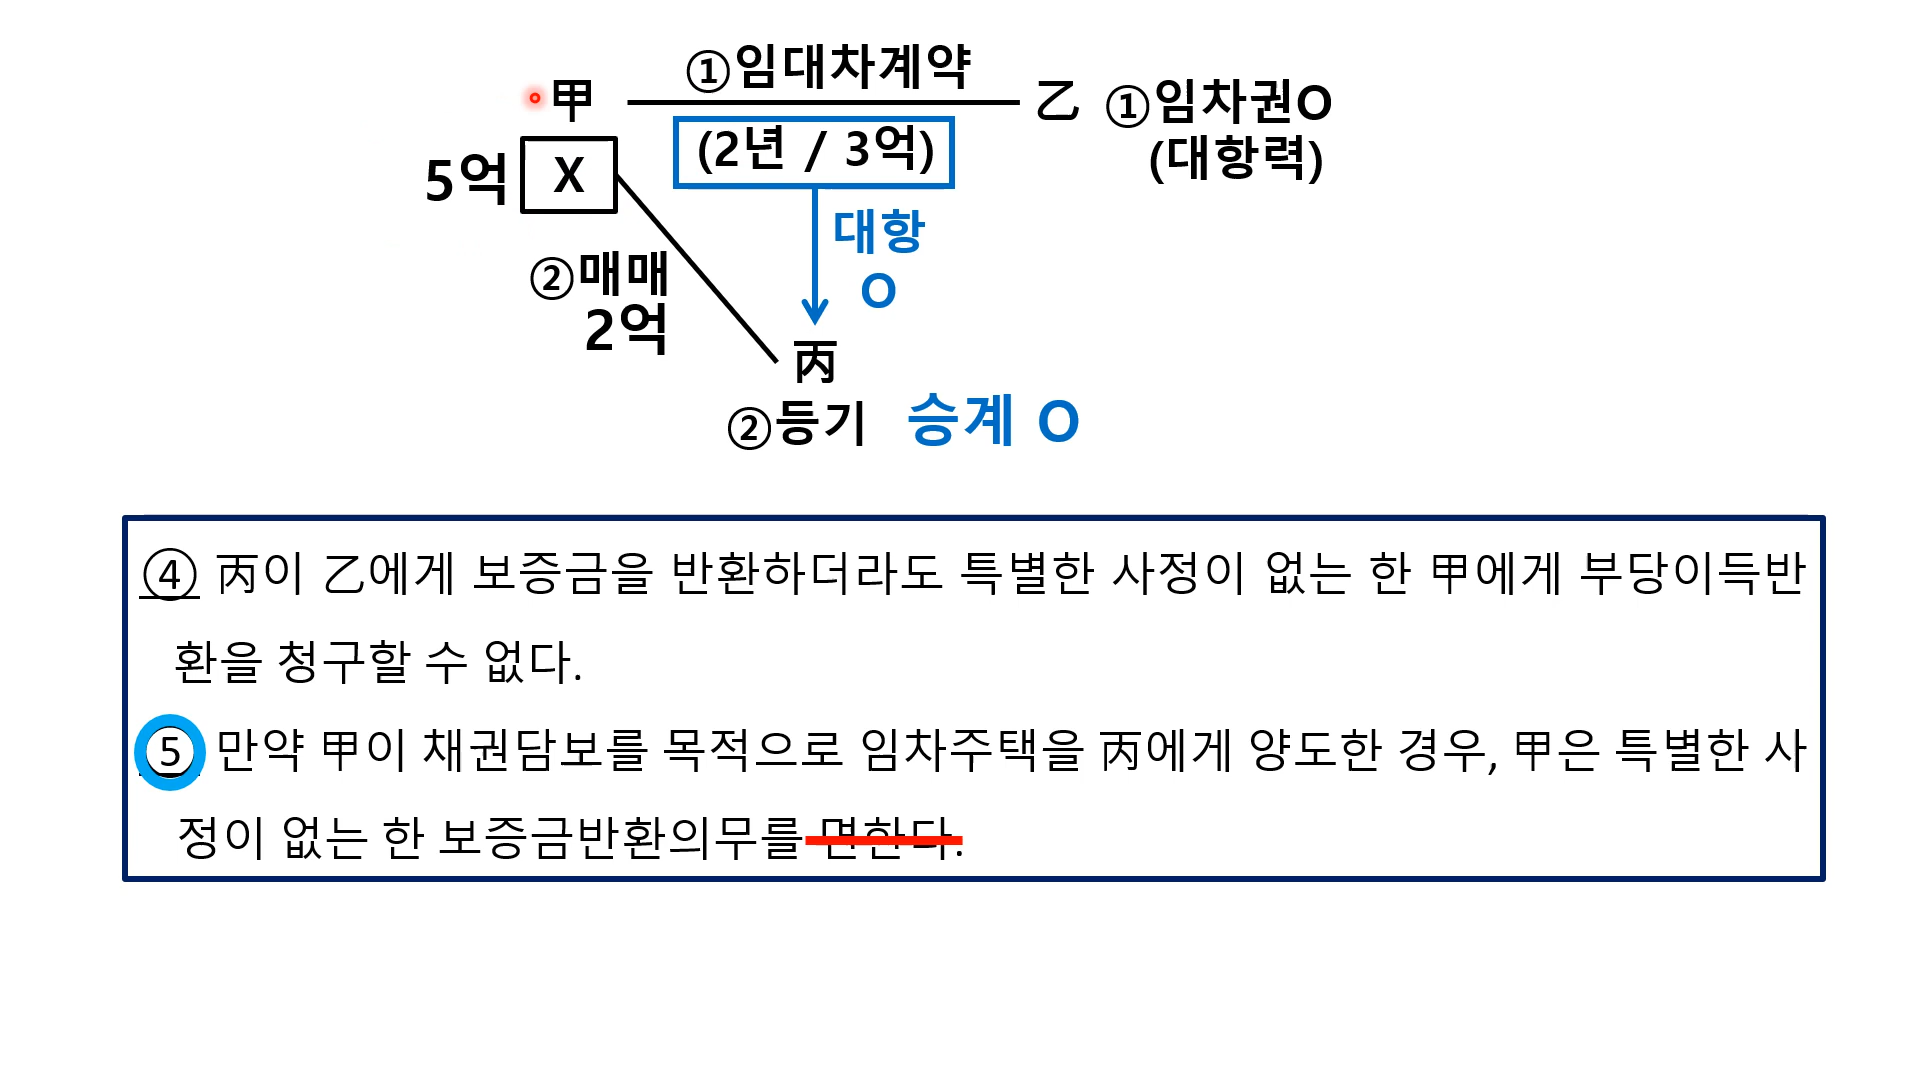 ①임대차계약
甲 乙 ①임차권O
(2년 / 3억) (대항력)
5억 X
대항
②매매 O
2억
丙
②등기 승계 O
④ 丙이 乙에게 보증금을 반환하더라도 특별한 사정이 없는 한 甲에게 부당이득반
환을 청구할 수 없다.
⑤ 만약 甲이 채권담보를 목적으로 임차주택을 丙에게 양도한 경우, 甲은 특별한 사
정이 없는 한 보증금반환의무를 면한다.